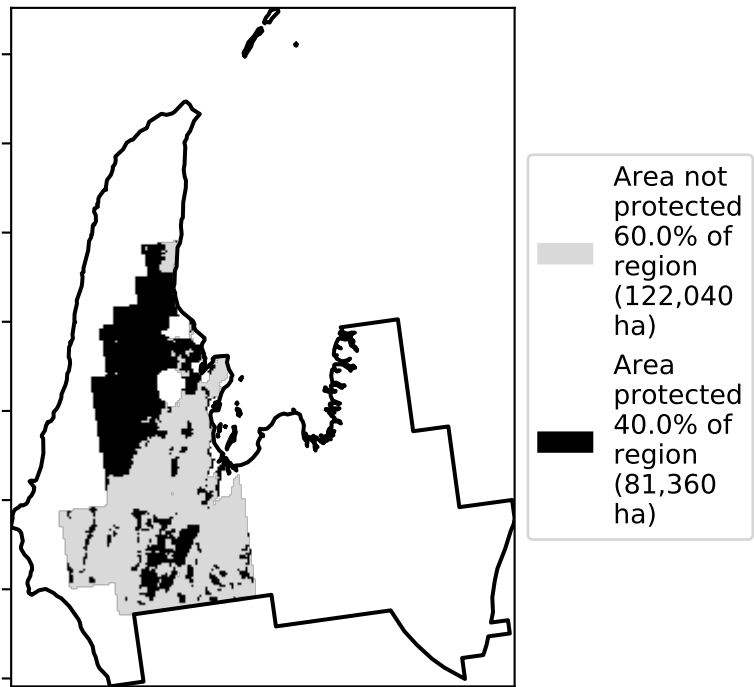 Area not
protected
60.0% of
region
(122,040
ha)
Area
protected
40.0% of
region
(81,360
ha)